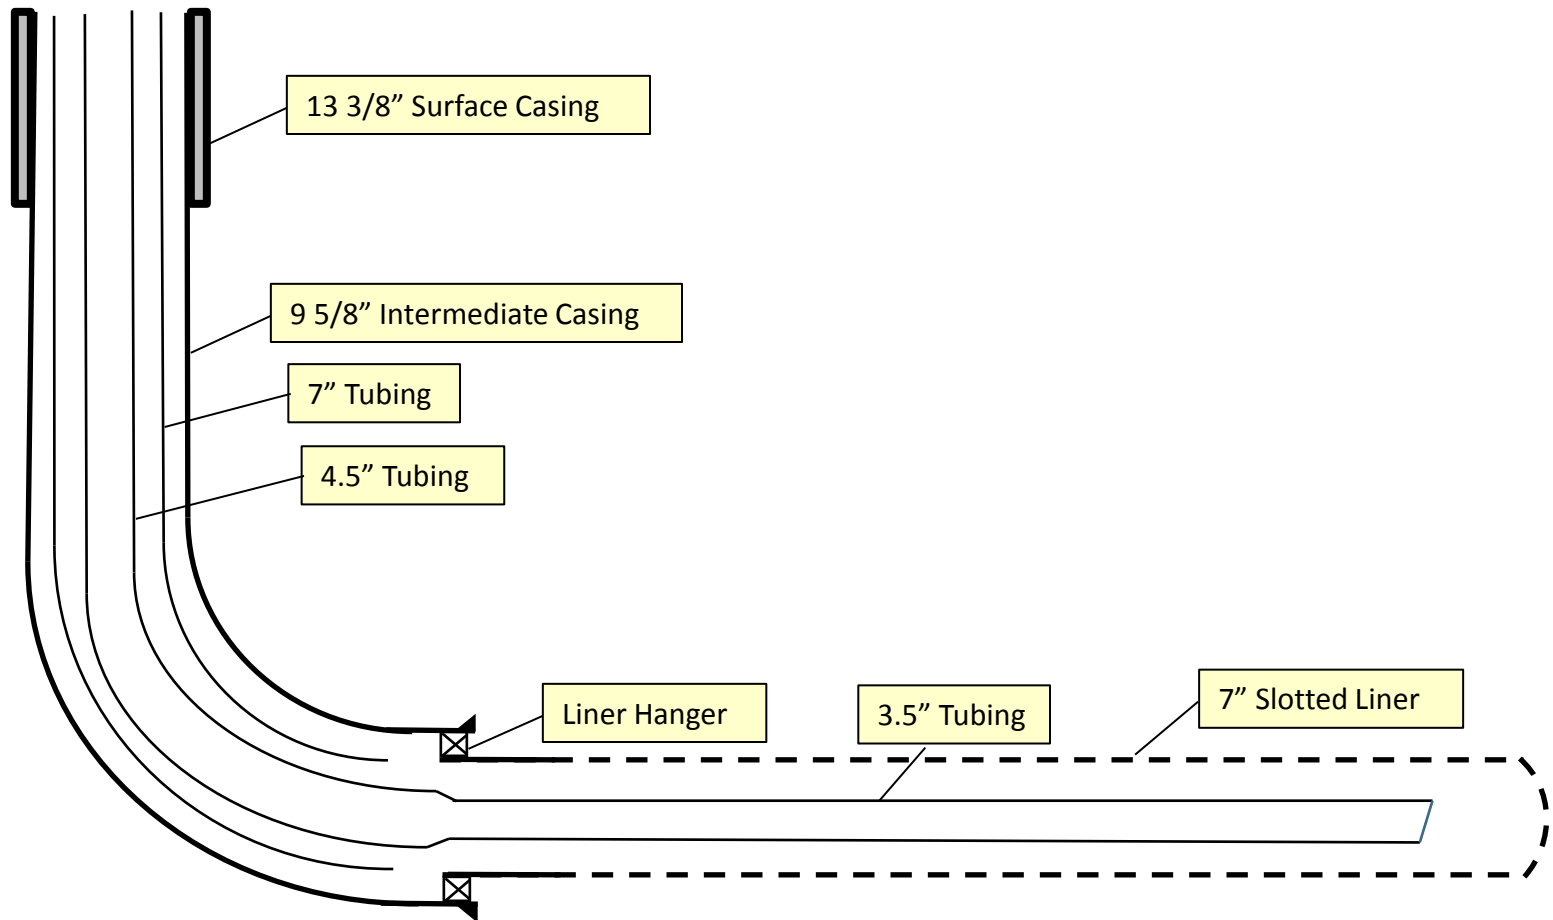 13 3/8” Surface Casing
9 5/8” Intermediate Casing
7” Tubing
4.5” Tubing
Liner Hanger
3.5” Tubing
7” Slotted Liner